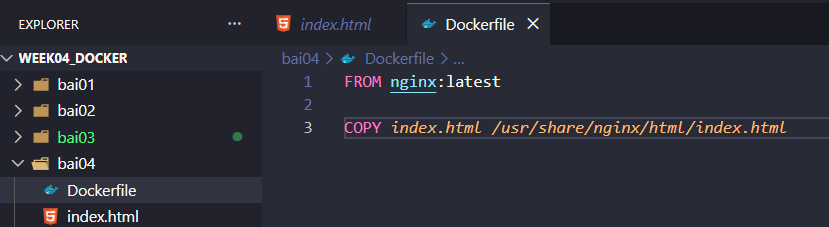 EXPLORER ...
WEEK04_DOCKER
bai01
bai02
bai03
bai04
Dockerfile
index.html
index.html Dockerfile
bai04 > Dockerfile > ...
1 FROM nginx:latest
2
3 COPY index.html /usr/share/nginx/html/index.html